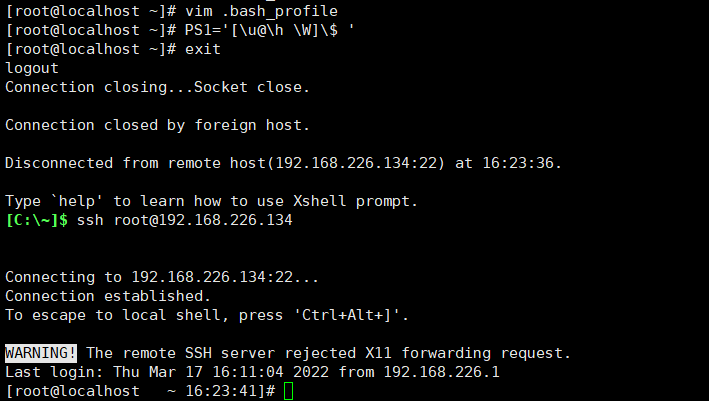 [root@localhost ~]# vim .bash_profile
[root@localhost ~]# PS1='[\u@\h \W]\$ '
[root@localhost ~]# exit
logout
Connection closing...Socket close.
Connection closed by foreign host.
Disconnected from remote host(192.168.226.134:22) at 16:23:36.
Type `help' to learn how to use Xshell prompt.
[C:\~]$ ssh root@192.168.226.134
Connecting to 192.168.226.134:22...
Connection established.
To escape to local shell, press 'Ctrl+Alt+]'.
WARNING! The remote SSH server rejected X11 forwarding request.
Last login: Thu Mar 17 16:11:04 2022 from 192.168.226.1
[root@localhost   ~ 16:23:41]#